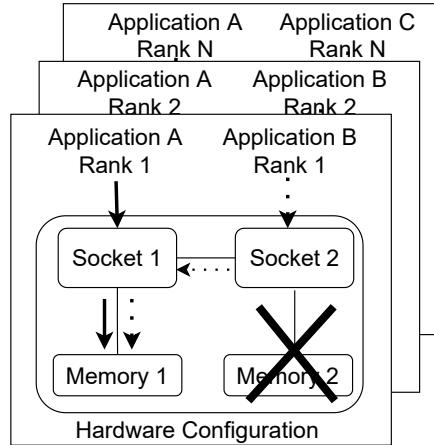 Application A Application C
Rank N Rank N
Application A Application B
Rank 2 Rank 2
Application A Application B
Rank 1 Rank 1
Socket 1 Socket 2
Memory 1 Memory 2
Hardware Configuration